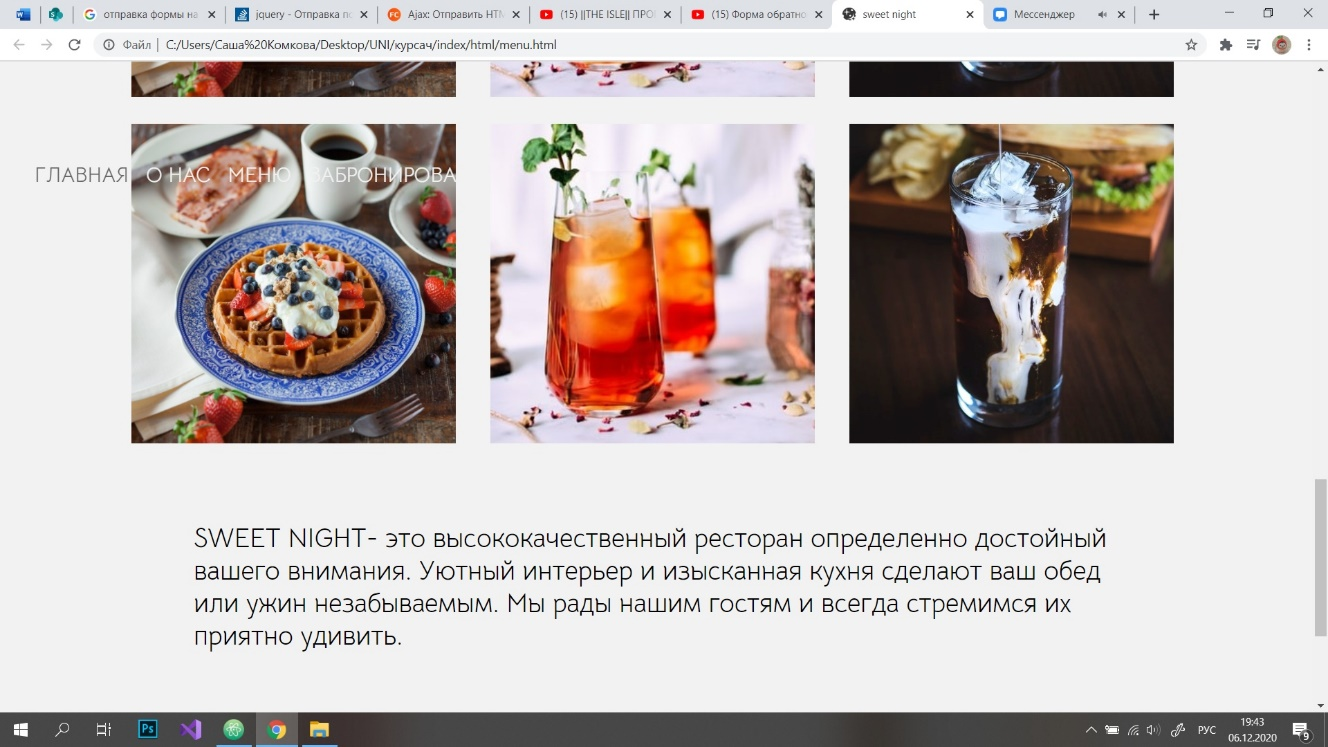 отправка формы на
jquery - Отправка по
Ajax: Отправить HTM
(15) ||THE ISLE|| ПРО
(15) Форма обратно
sweet night
Мессенджер
Файл | C:/Users/Саша%20Комкова/Desktop/UNI/курсач/index/html/menu.html
ГЛАВНАЯ О НАС МЕНЮ ЗАБРОНИРОВА
SWEET NIGHT- это высококачественный ресторан определенно достойный
вашего внимания. Уютный интерьер и изысканная кухня сделают ваш обед
или ужин незабываемым. Мы рады нашим гостям и всегда стремимся их
приятно удивить.
Ps
РУС
19:43
06.12.2020
9